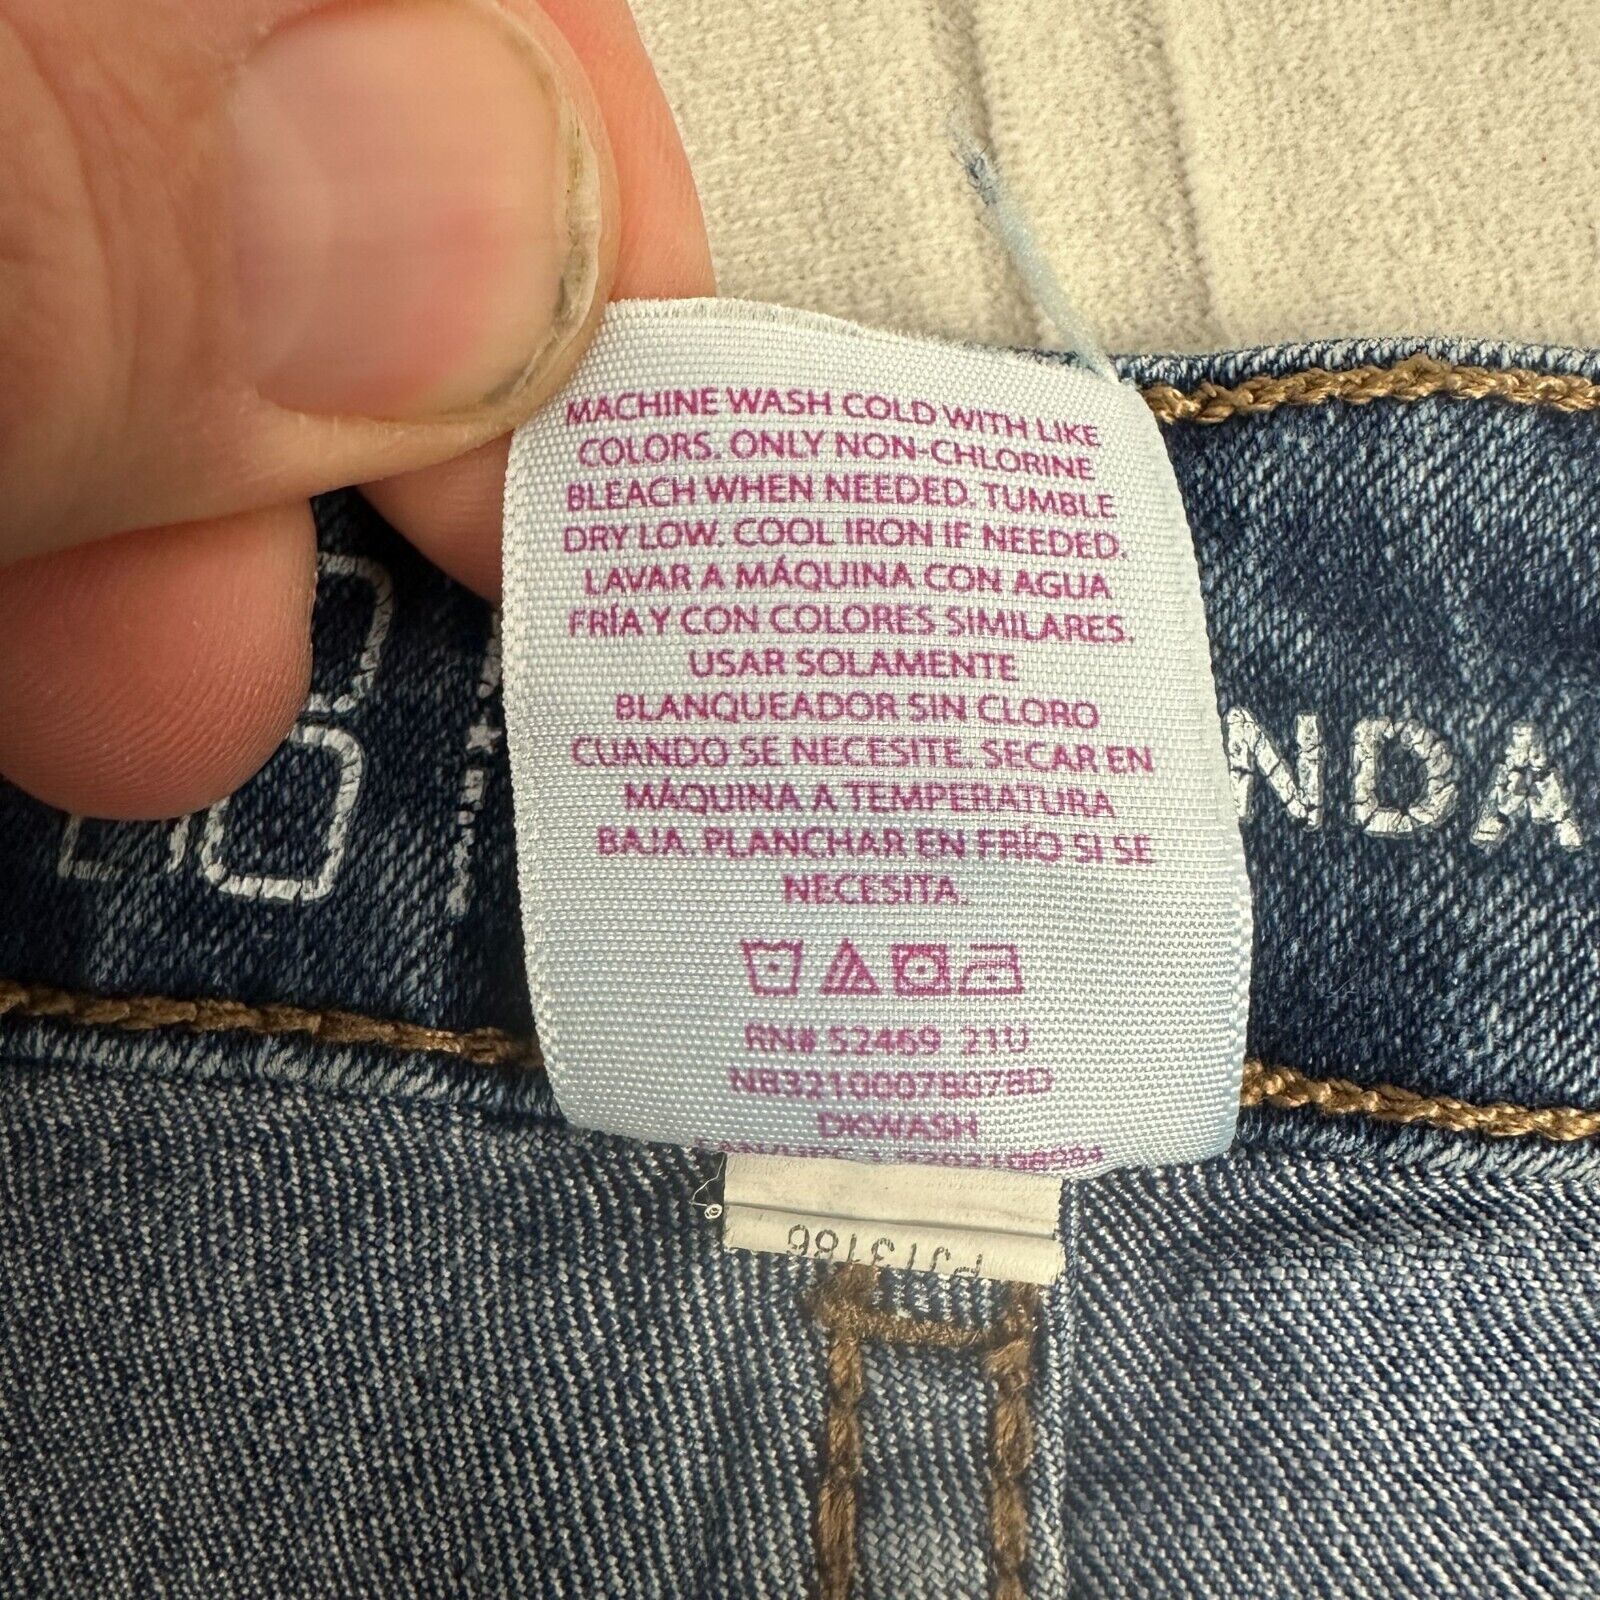 MACHINE WASH COLD WITH LIKE
COLORS. ONLY NON-CHLORINE
BLEACH WHEN NEEDED. TUMBLE
DRY LOW. COOL IRON IF NEEDED.
LAVAR A MÁQUINA CON AGUA
FRÍA Y CON COLORES SIMILARES.
USAR SOLAMENTE
BLANQUEADOR SIN CLORO
CUANDO SE NECESITE. SECAR EN
MÁQUINA A TEMPERATURA
BAJA. PLANCHAR EN FRÍO SI SE
NECESITA.
RN# 52469 21U
DKWASH
NDA
FJ13186